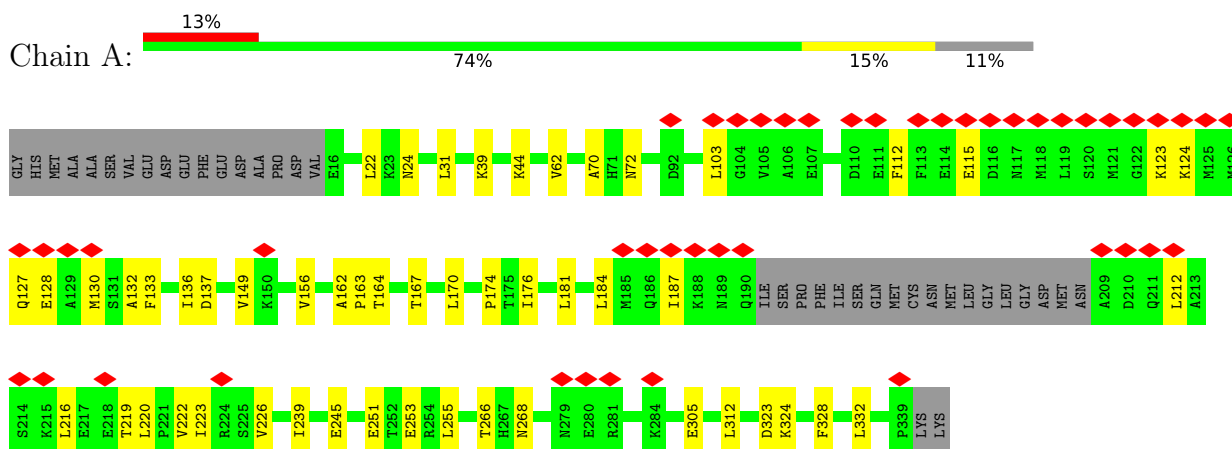 13%
Chain A:
74% 15% 11%
GLY HIS MET ALA ALA SER VAL GLU ASP GLU PHE GLU ASP ALA PRO ASP VAL E16 L22 K23 N24 L31 K39 K44 V62 A70 H71 N72 D92 L103 G104 V105 A106 E107 D110 E111 F112 F113 E114 E115 D116 N117 M118 L119 S120 M121 G122 K123 K124 M125 M126
Q127 E128 A129 M130 S131 A132 F133 I136 D137 V149 K150 V156 A162 P163 T164 T167 L170 P174 T175 I176 L181 L184 M185 Q186 I187 K188 N189 Q190 ILE SER PRO PHE ILE SER GLN MET CYS ASN MET LEU GLY LEU GLY ASP MET ASN A209 D210 Q211 L212 A213
S214 K215 L216 E217 E218 T219 L220 P221 V222 I223 R224 S225 V226 I239 E245 E251 T252 E253 R254 L255 T266 H267 N268 N279 E280 R281 K284 E305 L312 D323 K324 F328 L332 P339 LYS LYS